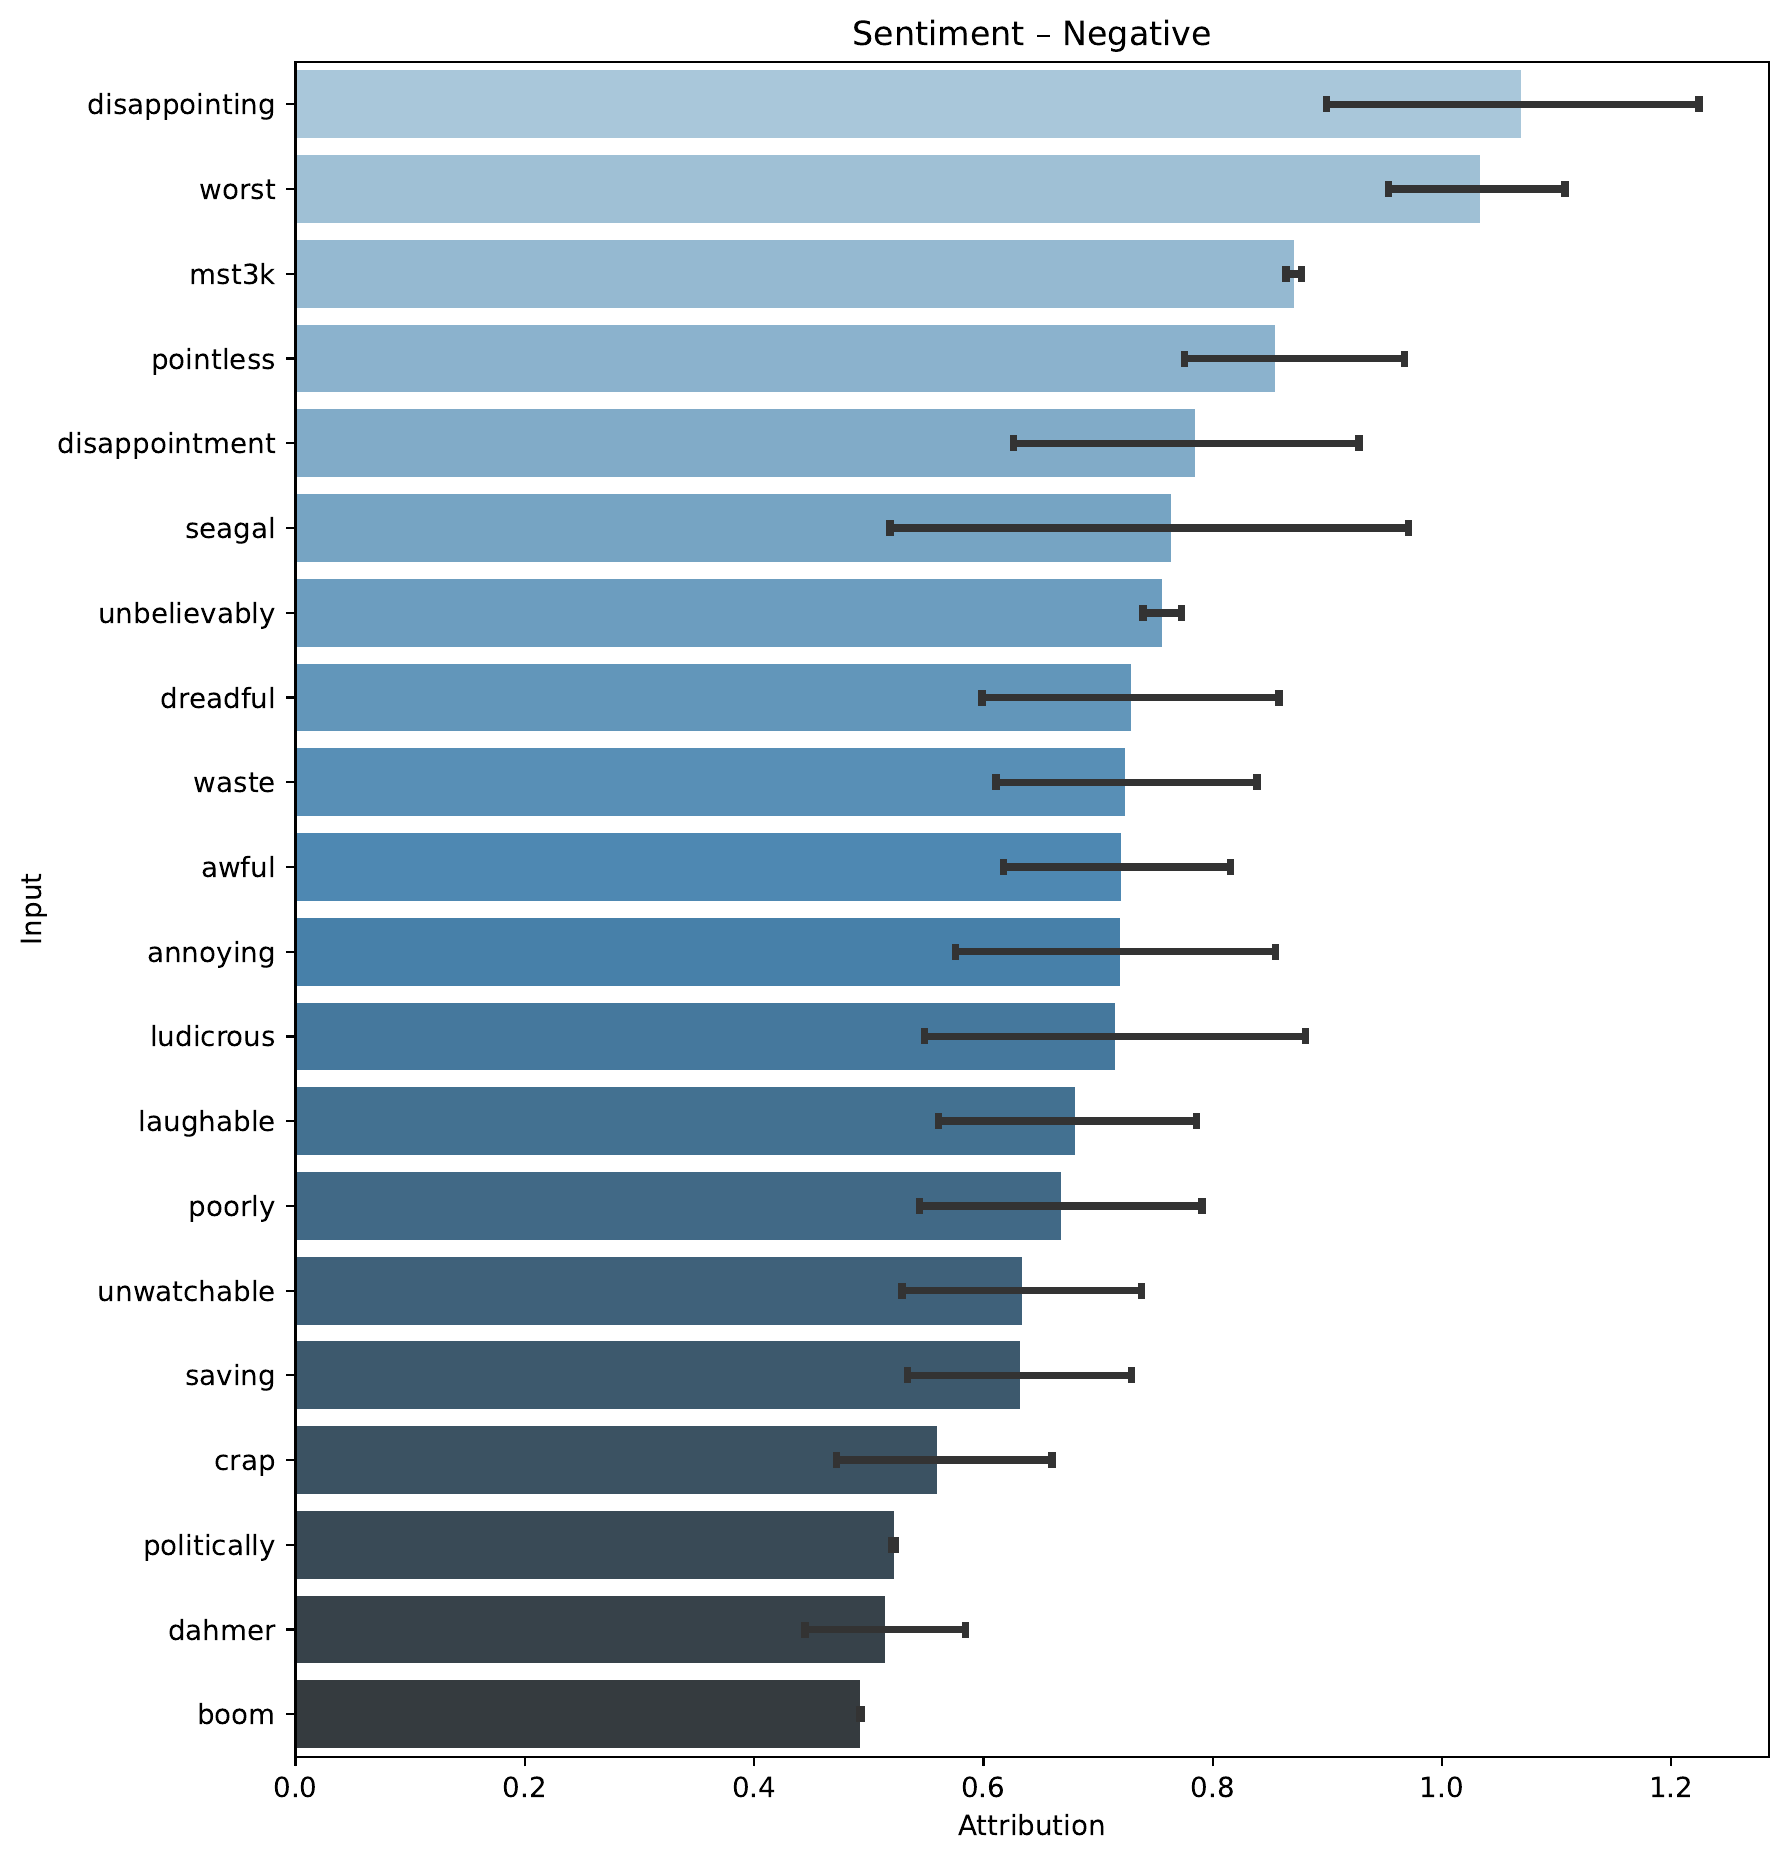 Sentiment – Negative
disappointing
worst
mst3k
pointless
disappointment
seagal
unbelievably
dreadful
waste
awful
annoying
ludicrous
laughable
poorly
unwatchable
saving
crap
politically
dahmer
boom
Input
0.0 0.2 0.4 0.6 0.8 1.0 1.2
Attribution